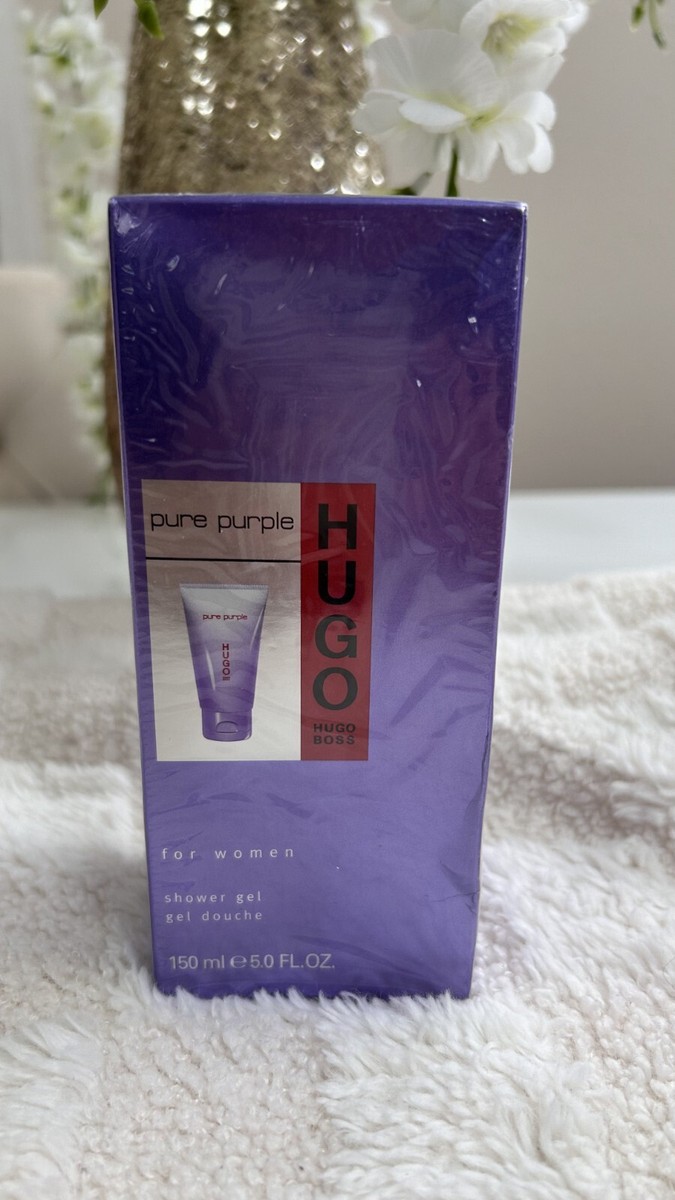 pure purple
HUGO
HUGO
BOSS
pure purple
HUGO
for women
shower gel
gel douche
150 ml ℮ 5.0 FL.OZ.